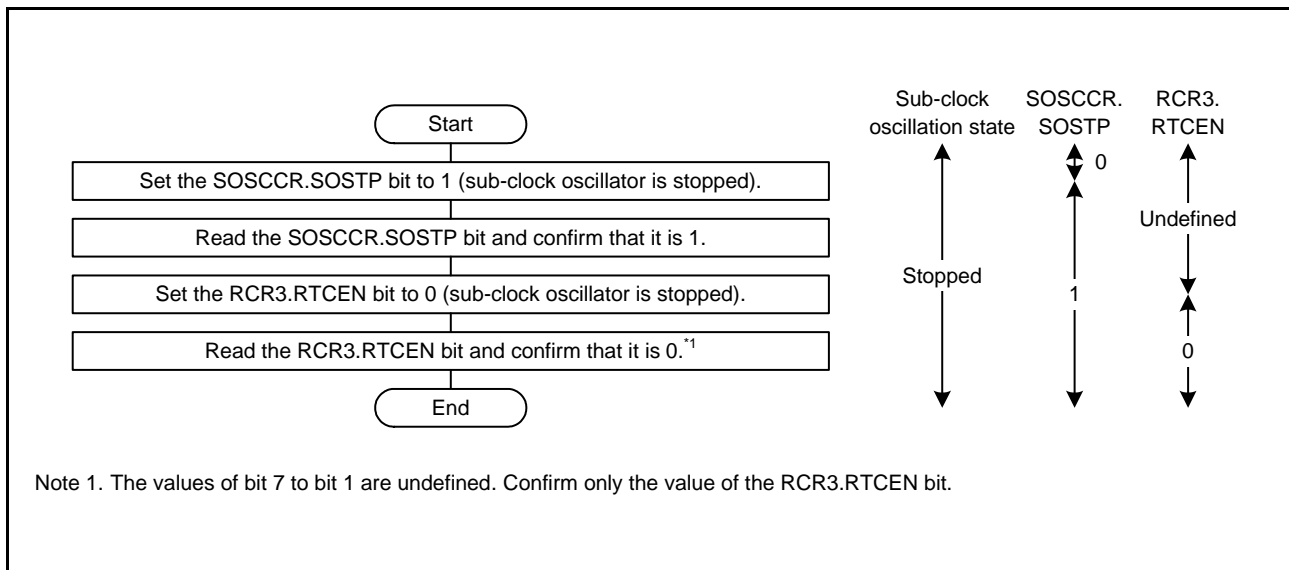 Sub-clock
oscillation state
SOSCCR.
SOSTP
RCR3.
RTCEN
Start
0
Set the SOSCCR.SOSTP bit to 1 (sub-clock oscillator is stopped).
Read the SOSCCR.SOSTP bit and confirm that it is 1.
Undefined
Stopped
Set the RCR3.RTCEN bit to 0 (sub-clock oscillator is stopped).
1
Read the RCR3.RTCEN bit and confirm that it is 0.*1
0
End
Note 1. The values of bit 7 to bit 1 are undefined. Confirm only the value of the RCR3.RTCEN bit.